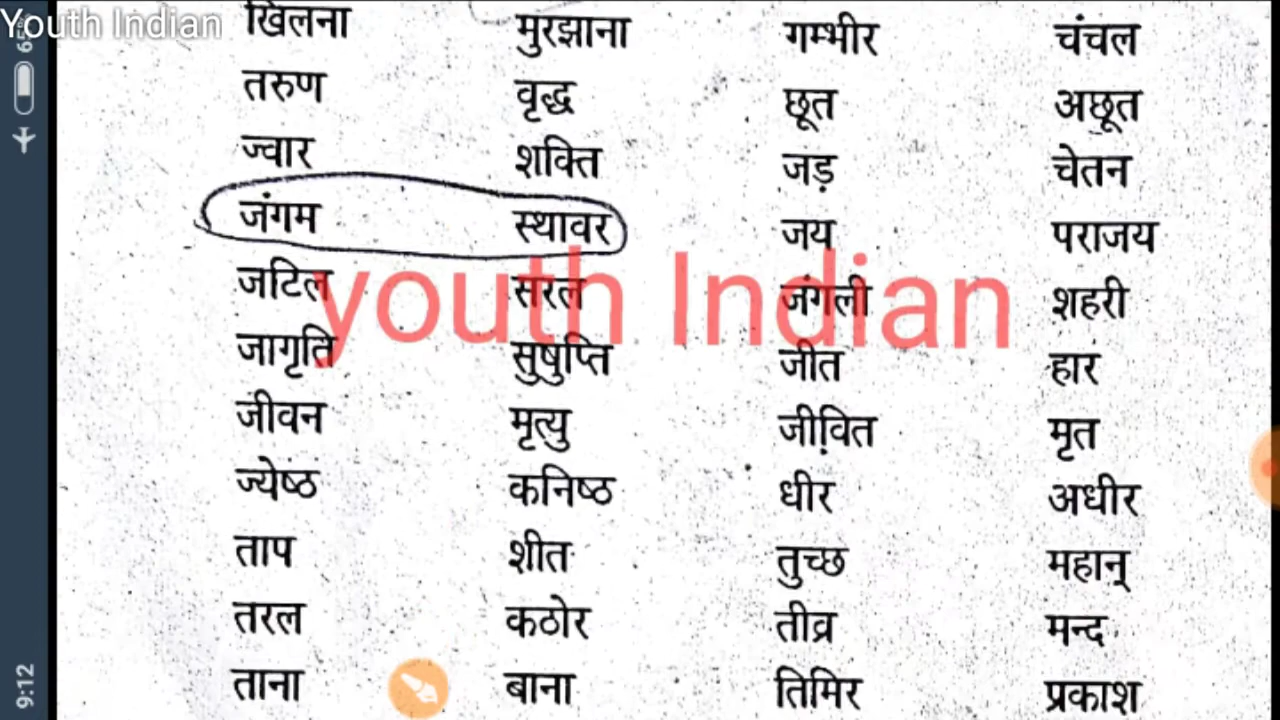 Youth Indian
65%
खिलना मुरझाना गम्भीर चंचल
तरुण वृद्ध छूत अछूत
ज्वार शक्ति जड़ चेतन
जंगम स्थावर जय पराजय
youth Indian
जटिल सरल जंगली शहरी
जागृति सुषुप्ति जीत हार
जीवन मृत्यु जीवित मृत
ज्येष्ठ कनिष्ठ धीर अधीर
ताप शीत तुच्छ महान्
तरल कठोर तीव्र मन्द
ताना बाना तिमिर प्रकाश
9:12